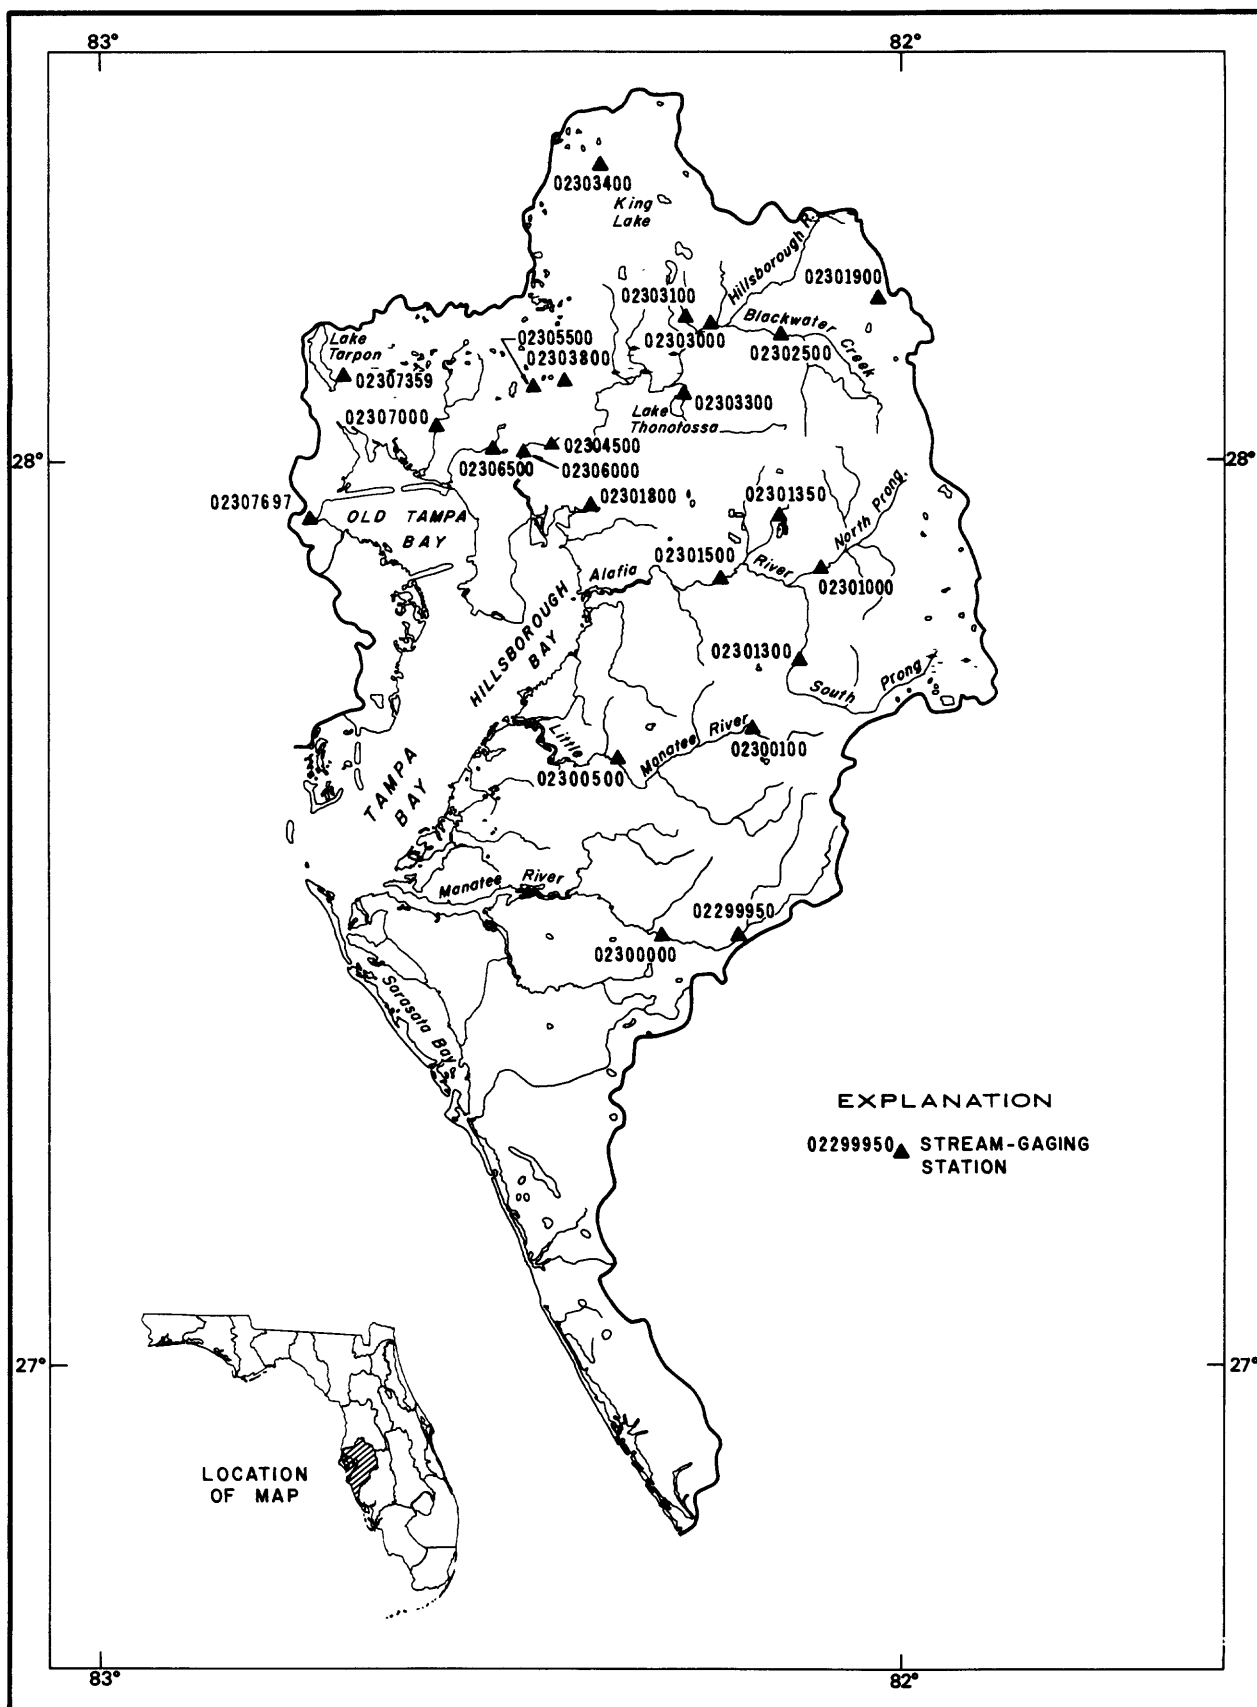 83°
82°
02303400
King
Lake
Hillsborough R.
02301900
02303100
Blackwater
Creek
02305500
02303800
02303000
02302500
Lake
Tarpon
02307359
02303300
Lake
Thonotossa
02307000
02304500
28°
28°
02306500
02306000
02307697
02301800
02301350
North Prong.
OLD TAMPA
BAY
02301500
Alafia
River
02301000
HILLSBOROUGH
BAY
02301300
South
Prong
Little
Manatee River
02300100
02300500
TAMPA
BAY
Manatee River
02299950
02300000
Sarasata Bay
EXPLANATION
02299950 STREAM-GAGING
STATION
27°
27°
LOCATION
OF MAP
83°
82°